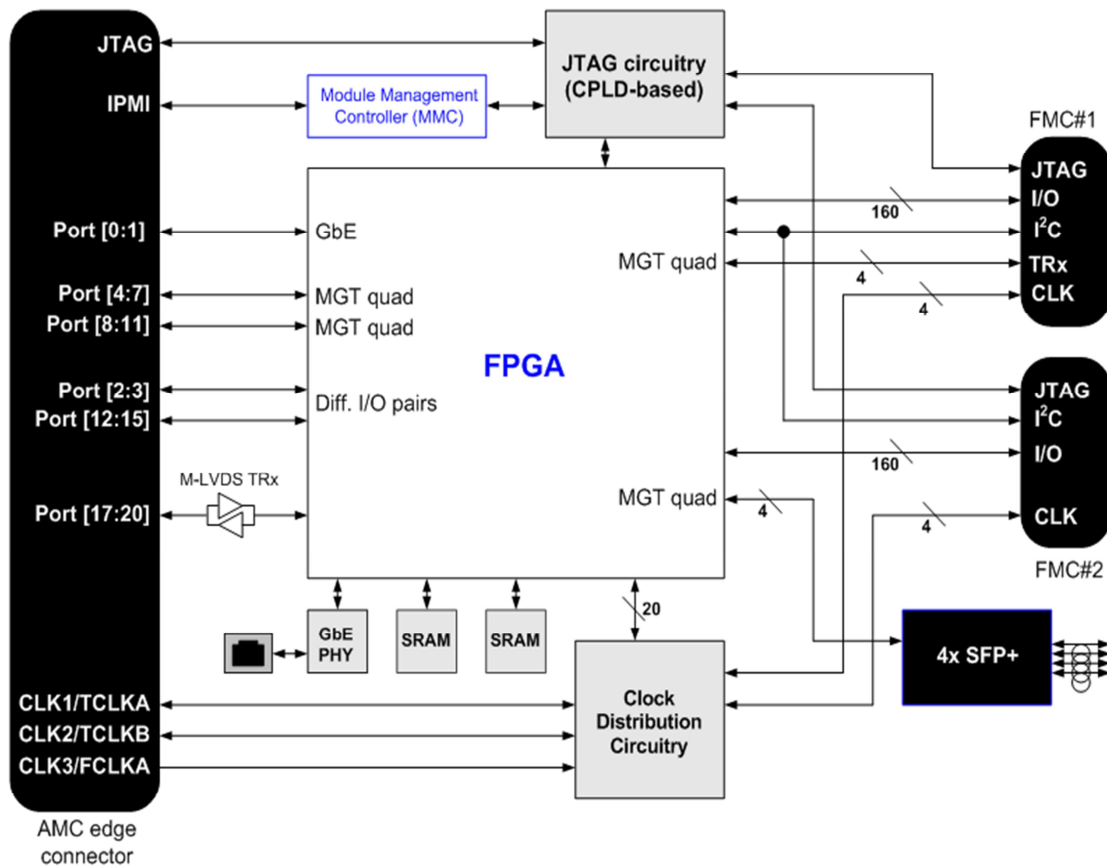 JTAG
IPMI
Port [0:1]
Port [4:7]
Port [8:11]
Port [2:3]
Port [12:15]
Port [17:20]
CLK1/TCLKA
CLK2/TCLKB
CLK3/FCLKA
AMC edge
connector
Module Management
Controller (MMC)
JTAG circuitry
(CPLD-based)
M-LVDS TRx
GbE
MGT quad
MGT quad
Diff. I/O pairs
FPGA
MGT quad
MGT quad
GbE
PHY
SRAM
SRAM
20
Clock
Distribution
Circuitry
160
4
4
160
4
4
FMC#1
JTAG
I/O
I²C
TRx
CLK
JTAG
I²C
I/O
CLK
FMC#2
4x SFP+